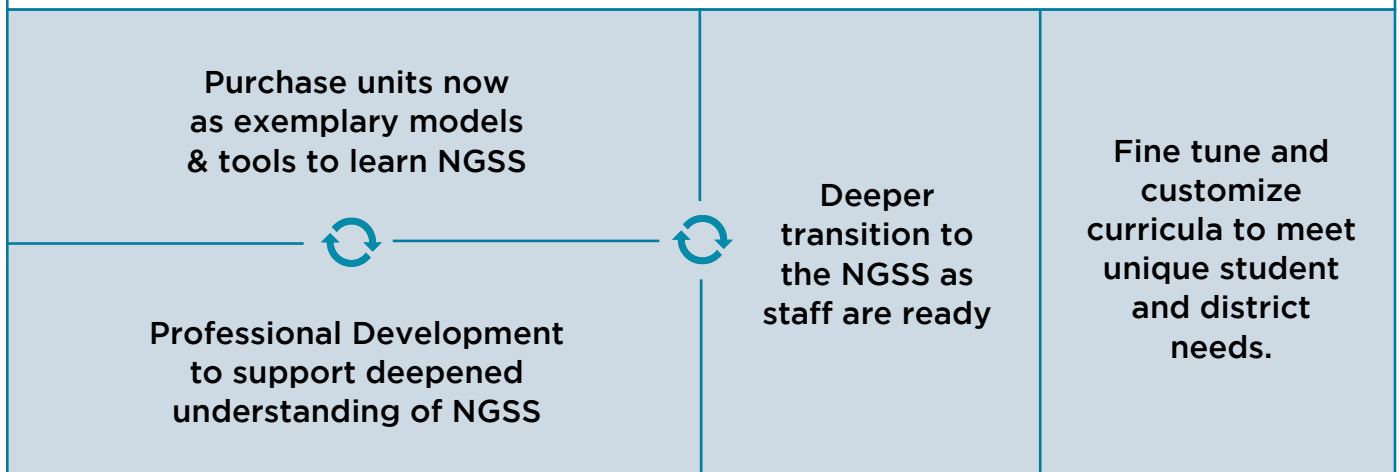 Purchase units now
as exemplary models
& tools to learn NGSS
Professional Development
to support deepened
understanding of NGSS
Deeper
transition to
the NGSS as
staff are ready
Fine tune and
customize
curricula to meet
unique student
and district
needs.